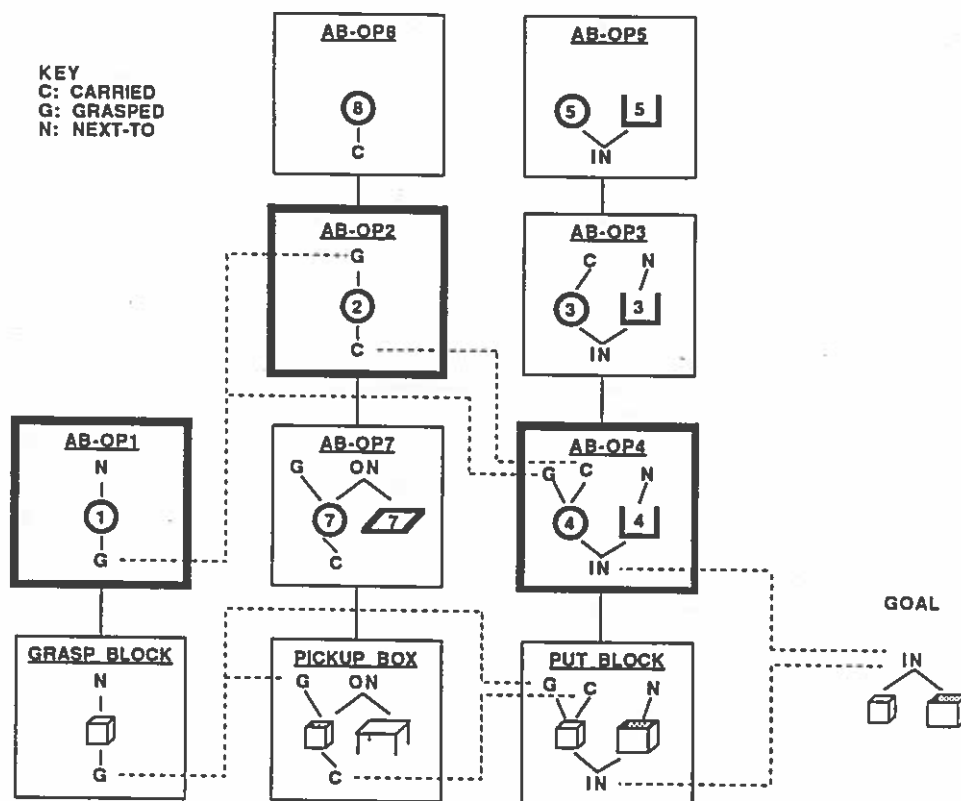 AB-OP8
8
C
AB-OP5
5
5
IN
KEY
C: CARRIED
G: GRASPED
N: NEXT-TO
AB-OP2
G
2
C
AB-OP3
C N
3
3
IN
AB-OP1
N
1
G
AB-OP7
G ON
7
7
C
AB-OP4
G C N
4
4
IN
GRASP BLOCK
N
G
PICKUP BOX
G ON
C
PUT BLOCK
G C N
IN
GOAL
IN